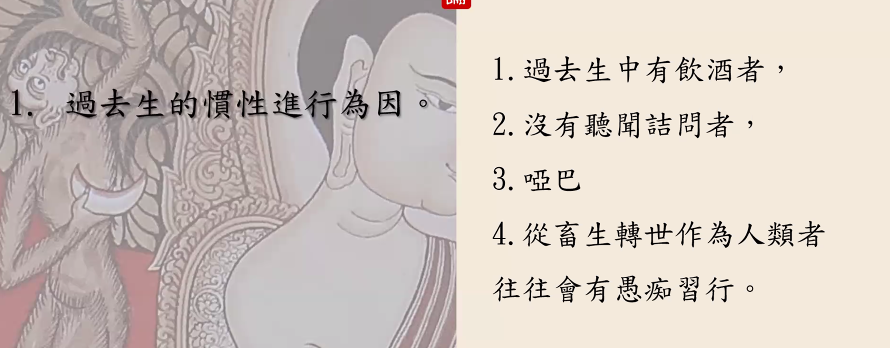 1. 過去生的慣性進行為因。
1.過去生中有飲酒者，
2.沒有聽聞詰問者，
3.啞巴
4.從畜生轉世作為人類者
往往會有愚痴習行。